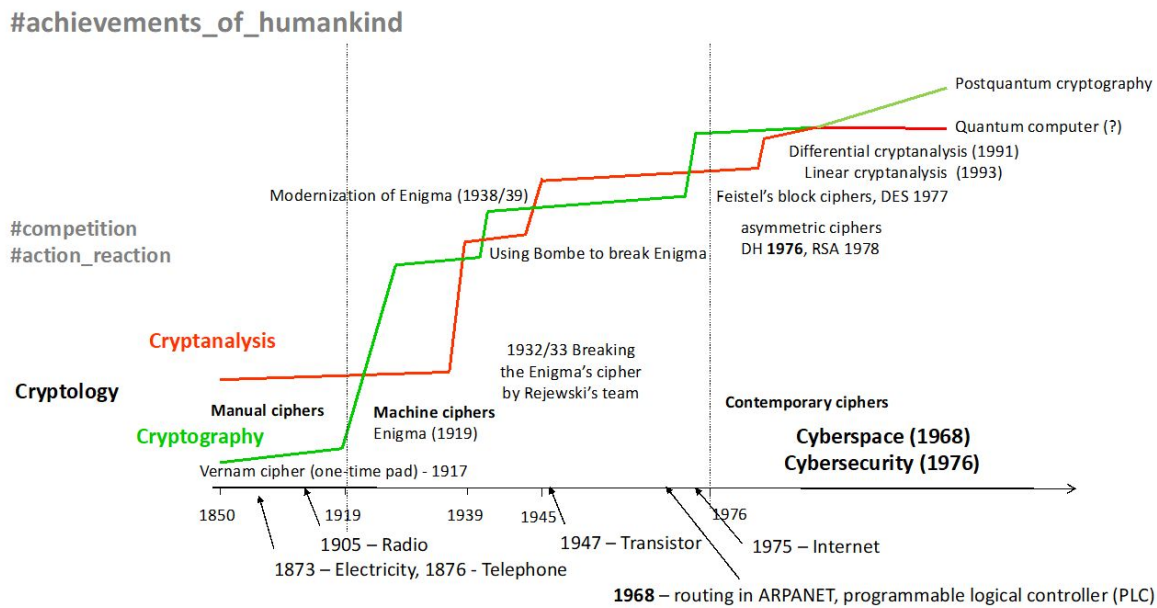 #achievements_of_humankind
Postquantum cryptography
Quantum computer (?)
Differential cryptanalysis (1991)
Linear cryptanalysis (1993)
Modernization of Enigma (1938/39)
Feistel's block ciphers, DES 1977
#competition
#action_reaction
asymmetric ciphers
DH 1976, RSA 1978
Using Bombe to break Enigma
Cryptanalysis
1932/33 Breaking
the Enigma's cipher
by Rejewski's team
Cryptology
Manual ciphers
Machine ciphers
Enigma (1919)
Contemporary ciphers
Cryptography
Cyberspace (1968)
Cybersecurity (1976)
Vernam cipher (one-time pad) - 1917
1850
1919
1939
1945
1976
1905 – Radio
1947 – Transistor
1975 – Internet
1873 – Electricity, 1876 - Telephone
1968 – routing in ARPANET, programmable logical controller (PLC)